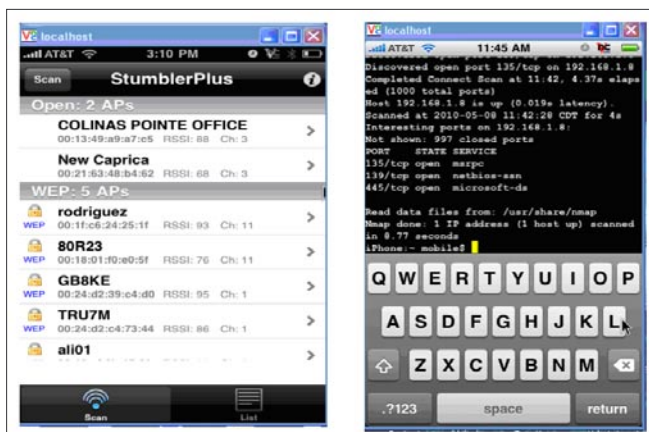 localhost
AT&T 3:10 PM
Scan StumblerPlus
Open: 2 APs
COLINAS POINTE OFFICE
00:13:49:a9:a7:c5 RSSI: 88 Ch: 3
New Caprica
00:21:63:48:b4:62 RSSI: 68 Ch: 3
WEP: 5 APs
rodriguez
WEP 00:1f:c6:24:25:1f RSSI: 93 Ch: 11
80R23
WEP 00:18:01:f0:e0:5f RSSI: 76 Ch: 11
GB8KE
WEP 00:24:d2:39:c4:d0 RSSI: 95 Ch: 1
TRU7M
WEP 00:24:d2:c4:73:44 RSSI: 86 Ch: 1
ali01
WEP
Scan List
localhost
AT&T 11:45 AM
Discovered open port 135/tcp on 192.168.1.8
Completed Connect Scan at 11:42, 4.37s elaps
ed (1000 total ports)
Host 192.168.1.8 is up (0.019s latency).
Scanned at 2010-05-08 11:42:28 CDT for 4s
Interesting ports on 192.168.1.8:
Not shown: 997 closed ports
PORT STATE SERVICE
135/tcp open msrpc
139/tcp open netbios-ssn
445/tcp open microsoft-ds
Read data files from: /usr/share/nmap
Nmap done: 1 IP address (1 host up) scanned
in 8.77 seconds
iPhone:~ mobile$
Q W E R T Y U I O P
A S D F G H J K L
Z X C V B N M
.?123 space return